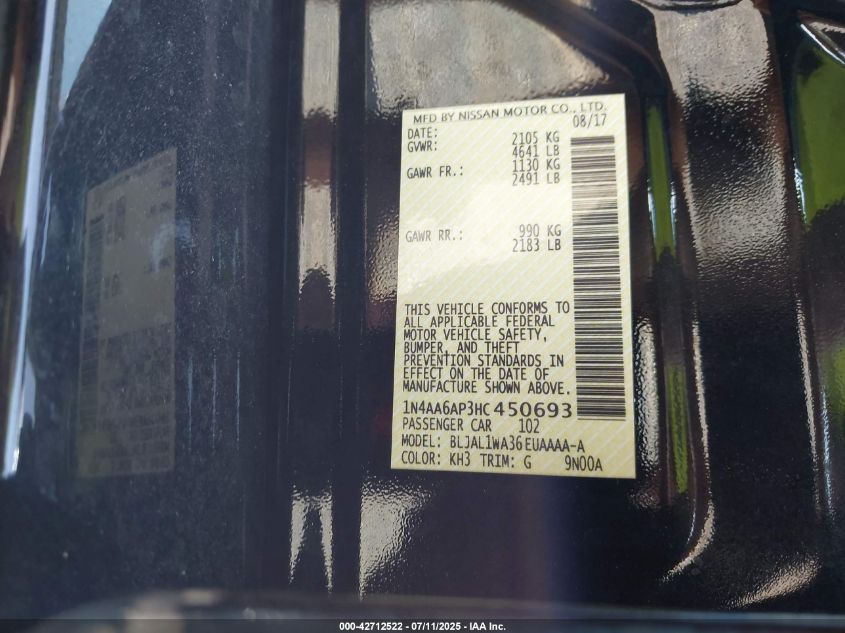 MFD BY NISSAN MOTOR CO., LTD.
DATE: 08/17
GVWR: 2105 KG
4641 LB
GAWR FR.: 1130 KG
2491 LB
GAWR RR.: 990 KG
2183 LB
THIS VEHICLE CONFORMS TO
ALL APPLICABLE FEDERAL
MOTOR VEHICLE SAFETY,
BUMPER, AND THEFT
PREVENTION STANDARDS IN
EFFECT ON THE DATE OF
MANUFACTURE SHOWN ABOVE.
1N4AA6AP3HC450693
PASSENGER CAR 102
MODEL: BLJAL1WA36EUAAAA-A
COLOR: KH3 TRIM: G 9N00A
000-42712522 - 07/11/2025 - IAA Inc.